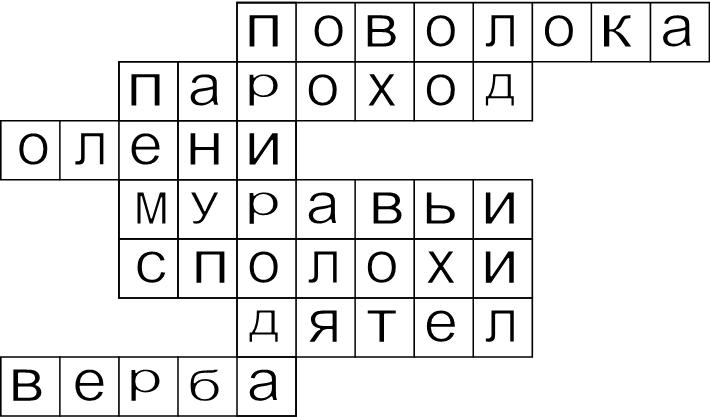 поволока
пароход
олени
муравьи
сполохи
дятел
верба